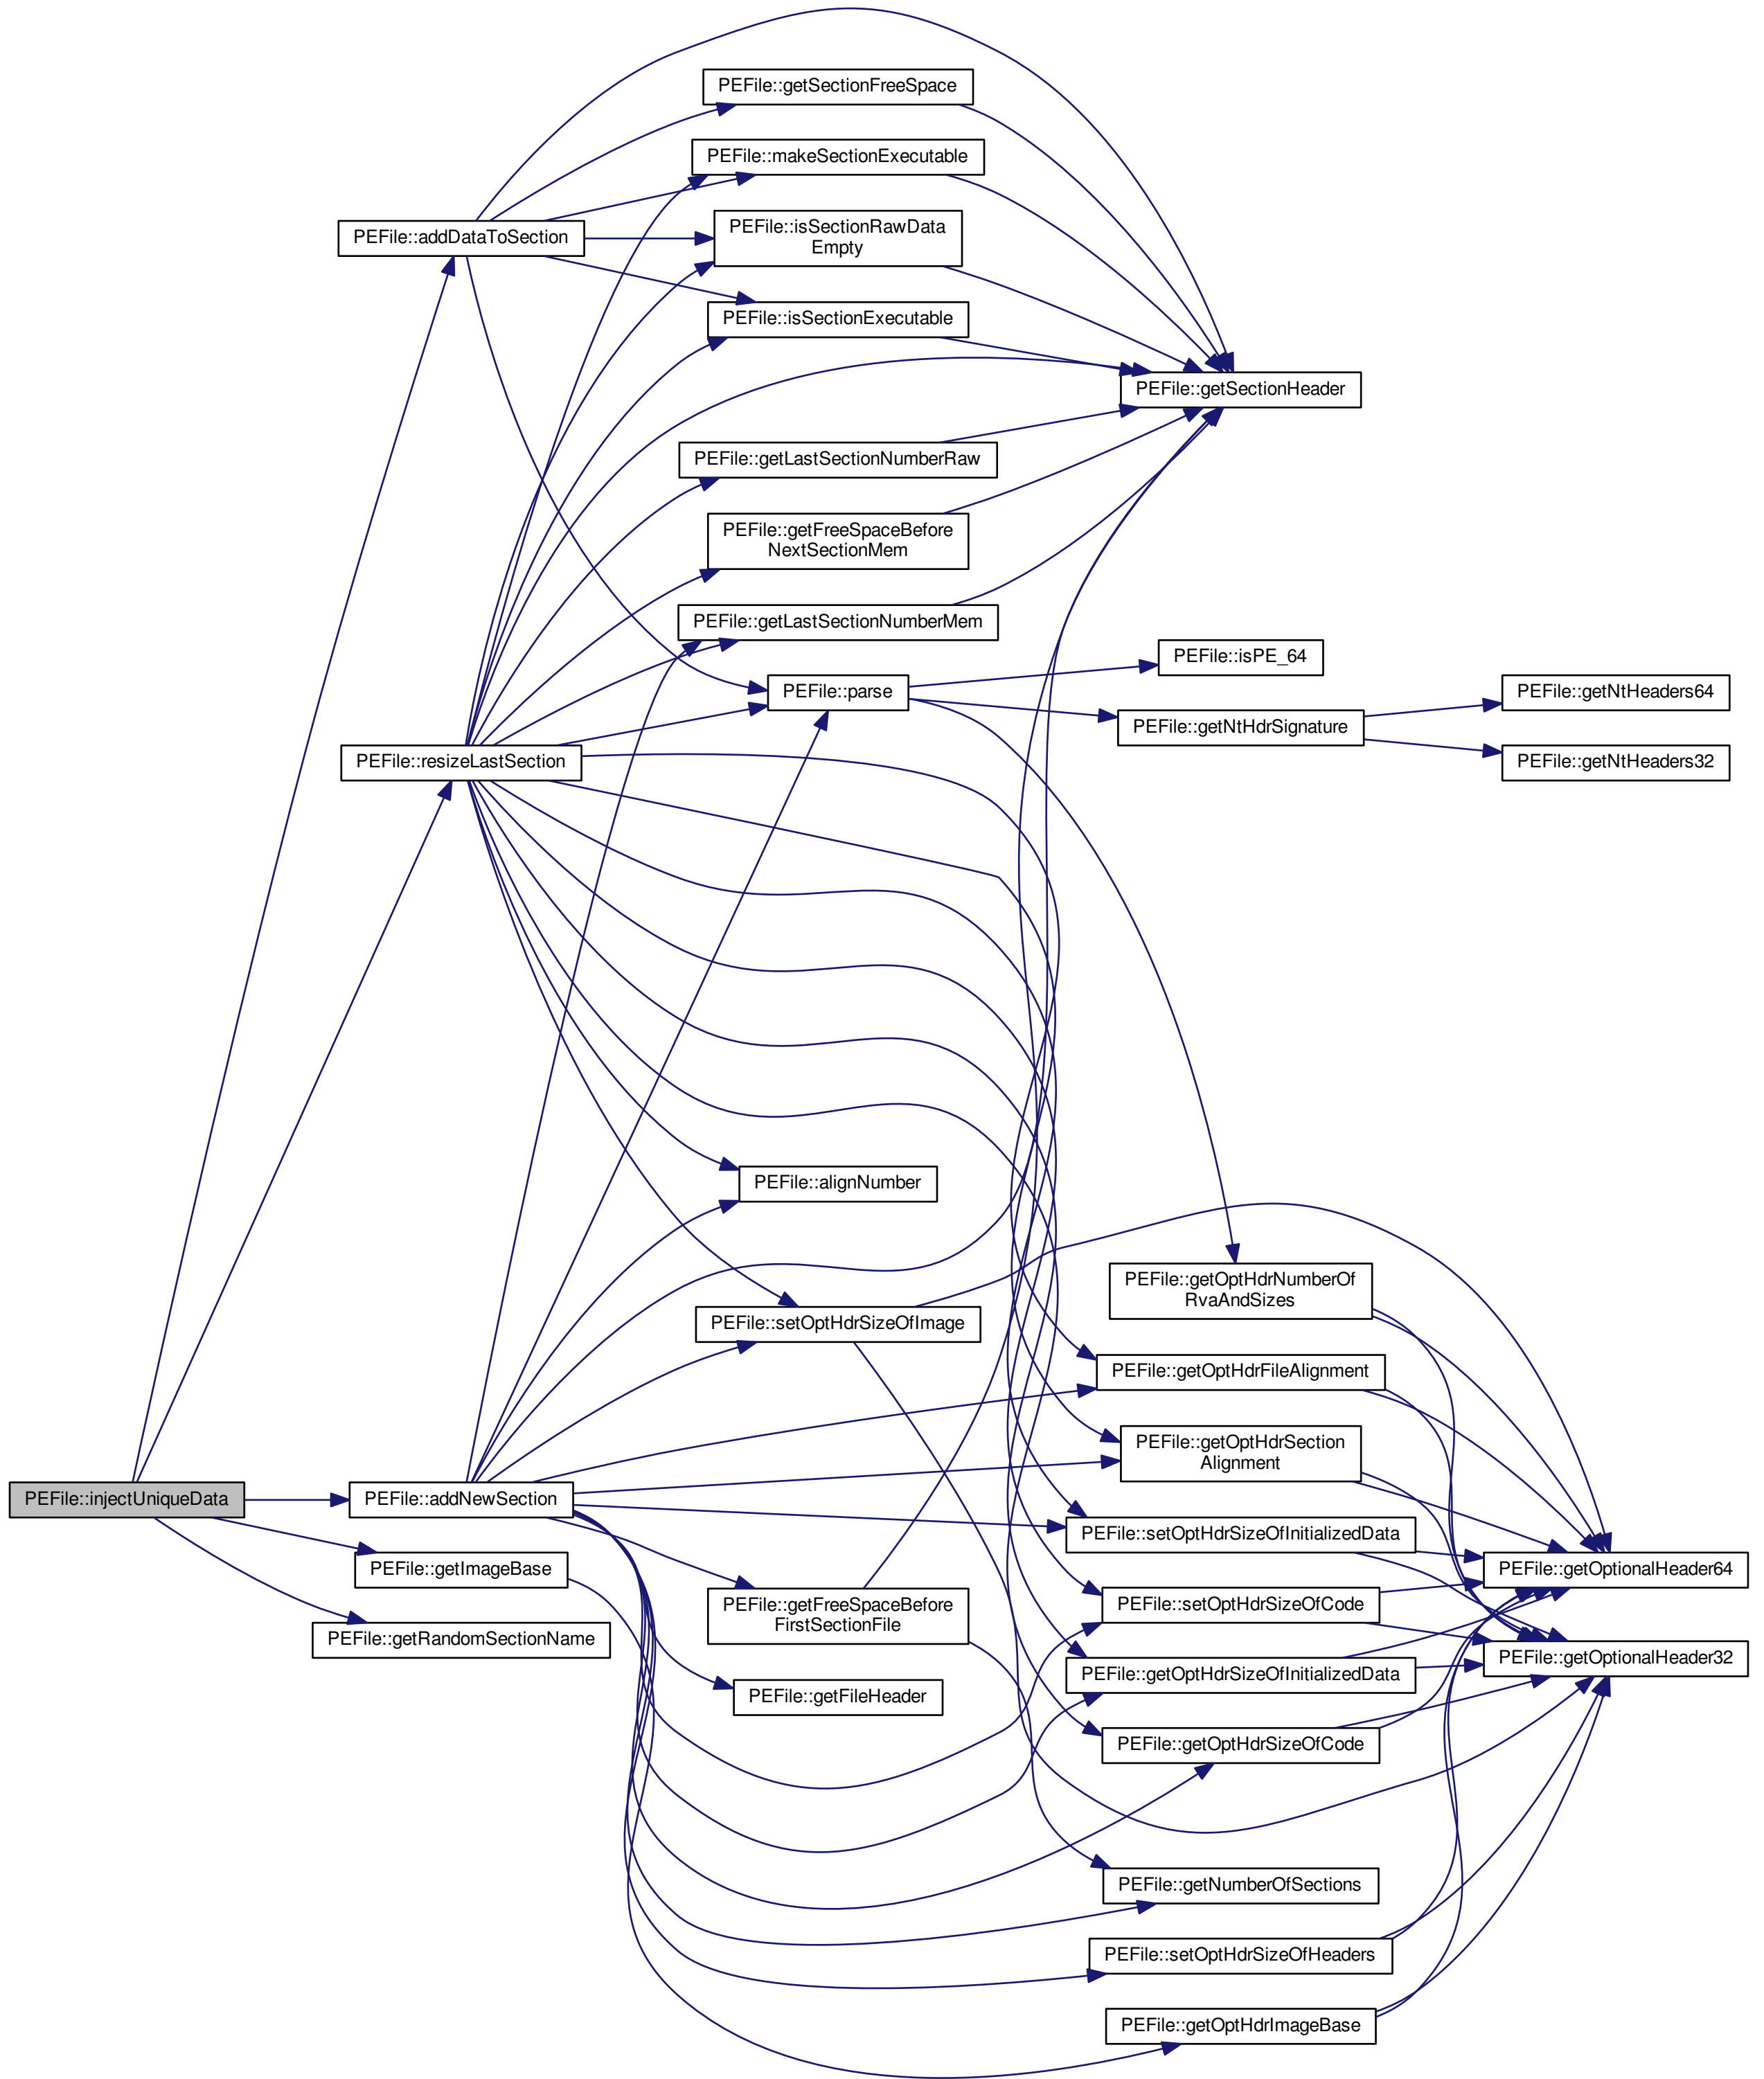 PEFile::getSectionFreeSpace
PEFile::makeSectionExecutable
PEFile::addDataToSection
PEFile::isSectionRawData
Empty
PEFile::isSectionExecutable
PEFile::getSectionHeader
PEFile::getLastSectionNumberRaw
PEFile::getFreeSpaceBefore
NextSectionMem
PEFile::getLastSectionNumberMem
PEFile::isPE_64
PEFile::parse
PEFile::getNtHeaders64
PEFile::getNtHdrSignature
PEFile::resizeLastSection
PEFile::getNtHeaders32
PEFile::alignNumber
PEFile::getOptHdrNumberOf
RvaAndSizes
PEFile::setOptHdrSizeOfImage
PEFile::getOptHdrFileAlignment
PEFile::getOptHdrSection
Alignment
PEFile::injectUniqueData
PEFile::addNewSection
PEFile::setOptHdrSizeOfInitializedData
PEFile::getImageBase
PEFile::getOptionalHeader64
PEFile::getFreeSpaceBefore
FirstSectionFile
PEFile::setOptHdrSizeOfCode
PEFile::getRandomSectionName
PEFile::getOptionalHeader32
PEFile::getOptHdrSizeOfInitializedData
PEFile::getFileHeader
PEFile::getOptHdrSizeOfCode
PEFile::getNumberOfSections
PEFile::setOptHdrSizeOfHeaders
PEFile::getOptHdrImageBase